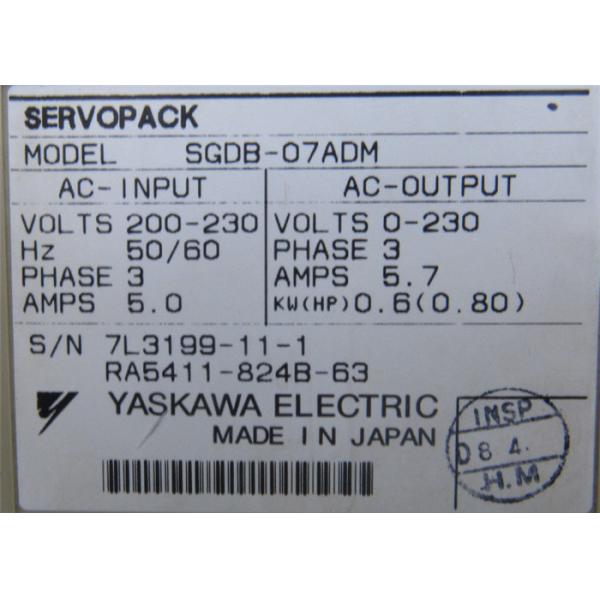 SERVOPACK
MODEL SGDB-07ADM
AC-INPUT AC-OUTPUT
VOLTS 200-230 VOLTS 0-230
Hz 50/60 PHASE 3
PHASE 3 AMPS 5.7
AMPS 5.0 KW(HP) 0.6(0.80)
S/N 7L3199-11-1
RA5411-824B-63
YASKAWA ELECTRIC
MADE IN JAPAN
INSP
08 4.
H.M